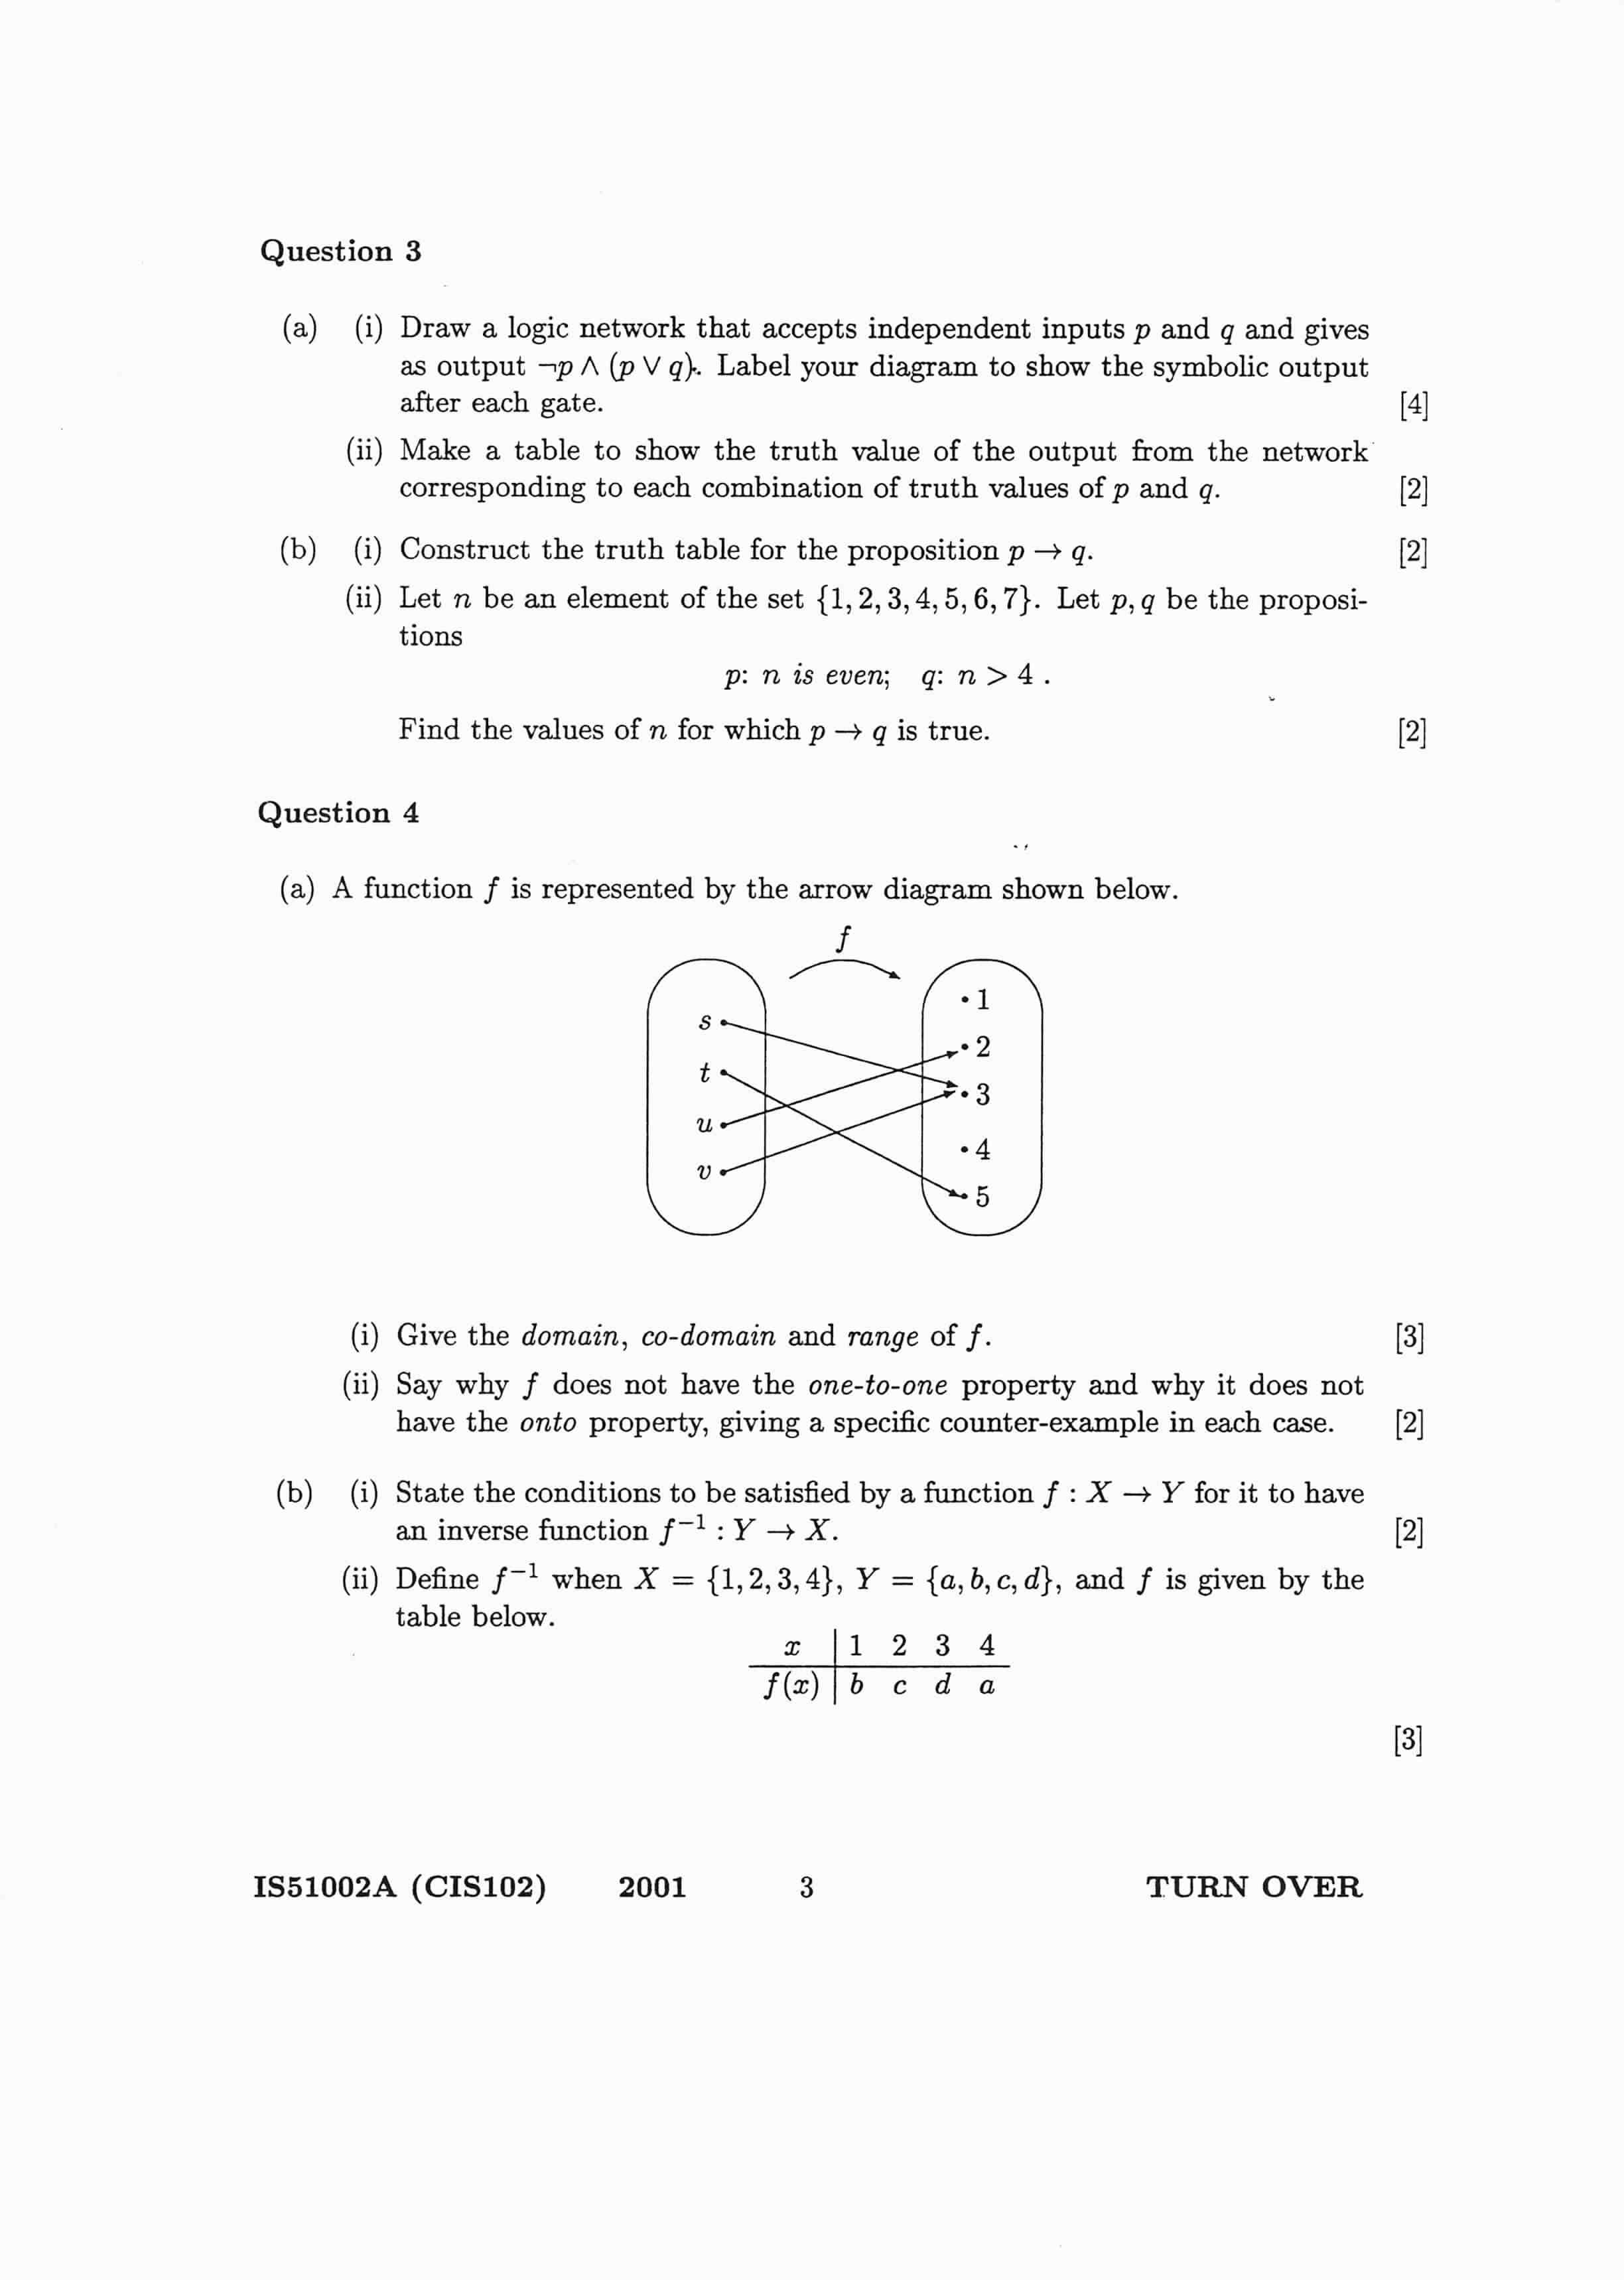 Question 3
(a) (i) Draw a logic network that accepts independent inputs p and q and gives
as output ¬p ∧ (p ∨ q). Label your diagram to show the symbolic output
after each gate. [4]
(ii) Make a table to show the truth value of the output from the network
corresponding to each combination of truth values of p and q. [2]
(b) (i) Construct the truth table for the proposition p → q. [2]
(ii) Let n be an element of the set {1, 2, 3, 4, 5, 6, 7}. Let p, q be the proposi-
tions
p: n is even; q: n > 4 .
Find the values of n for which p → q is true. [2]
Question 4
(a) A function f is represented by the arrow diagram shown below.
f
s
t
u
v
1
2
3
4
5
(i) Give the domain, co-domain and range of f. [3]
(ii) Say why f does not have the one-to-one property and why it does not
have the onto property, giving a specific counter-example in each case. [2]
(b) (i) State the conditions to be satisfied by a function f : X → Y for it to have
an inverse function f⁻¹ : Y → X. [2]
(ii) Define f⁻¹ when X = {1, 2, 3, 4}, Y = {a, b, c, d}, and f is given by the
table below.
x 1 2 3 4
f(x) b c d a
[3]
IS51002A (CIS102) 2001 3 TURN OVER